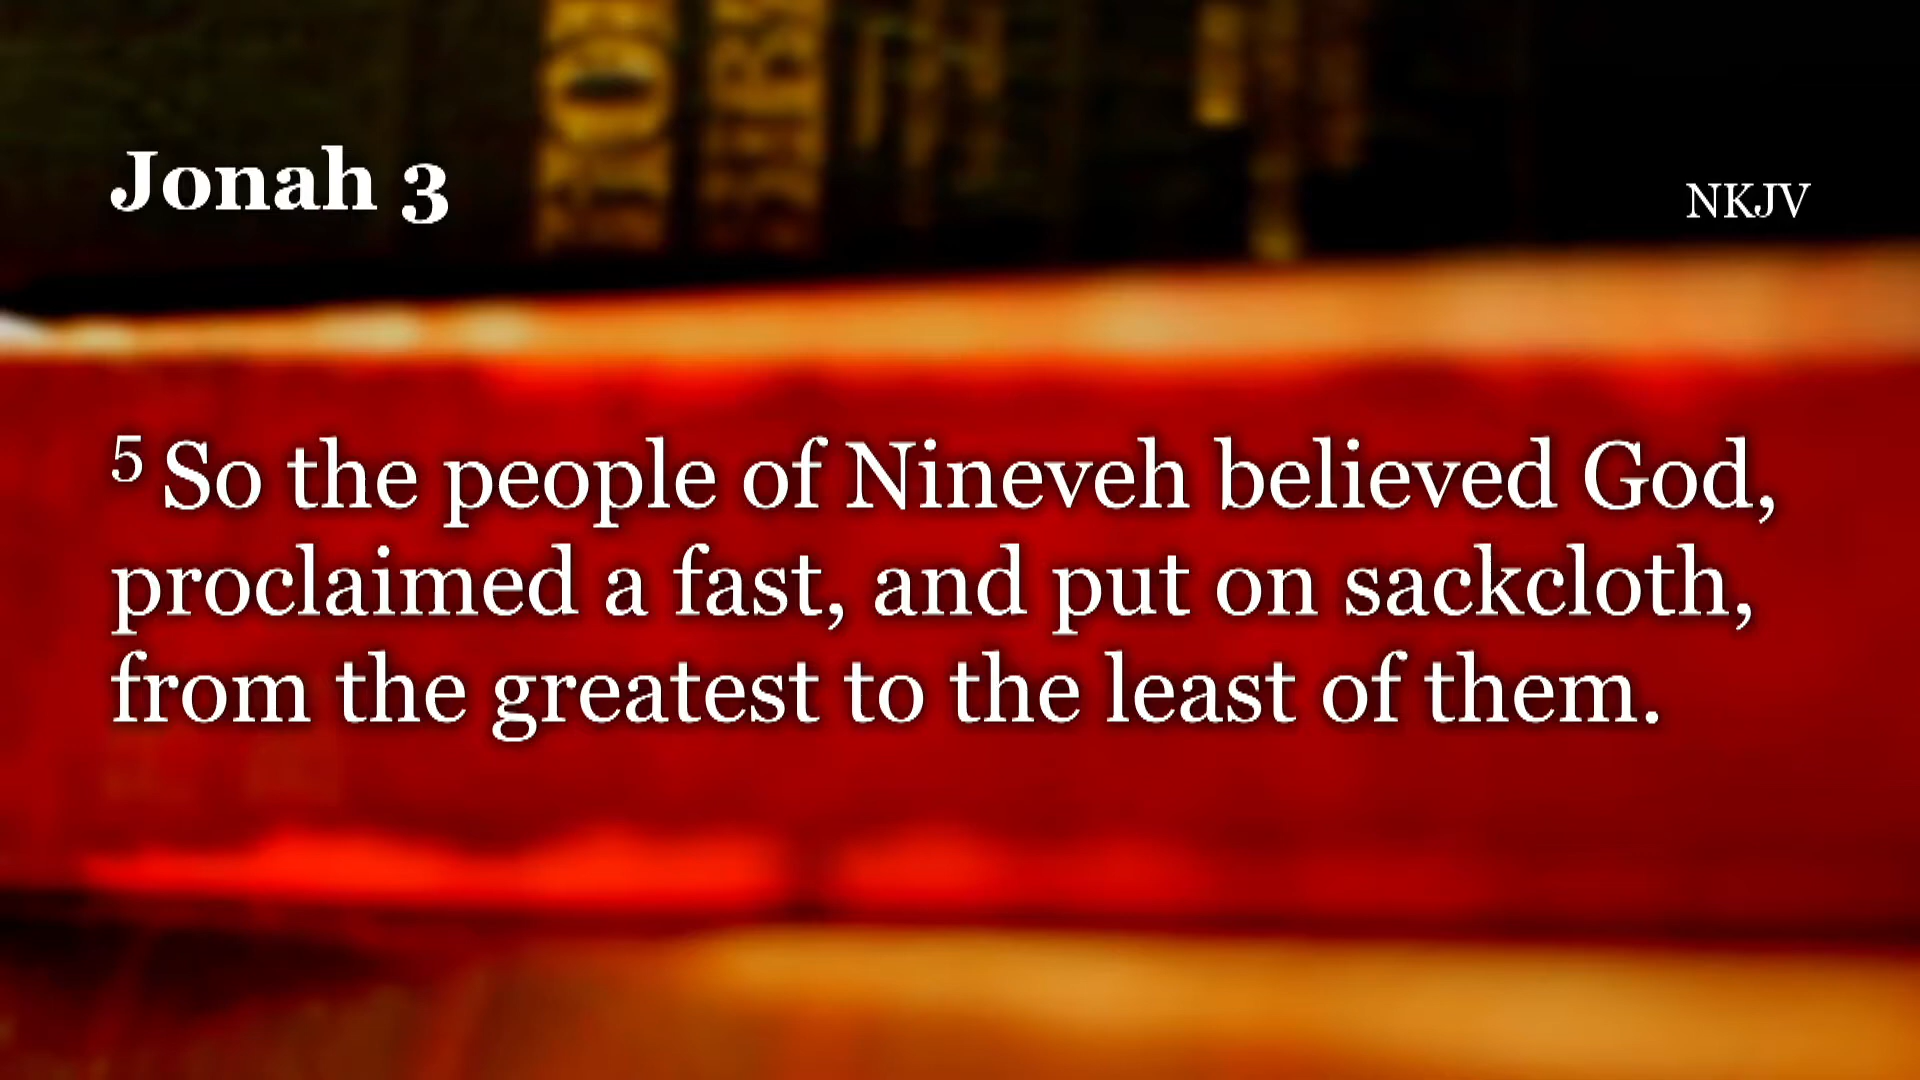 Jonah 3
NKJV
5 So the people of Nineveh believed God,
proclaimed a fast, and put on sackcloth,
from the greatest to the least of them.